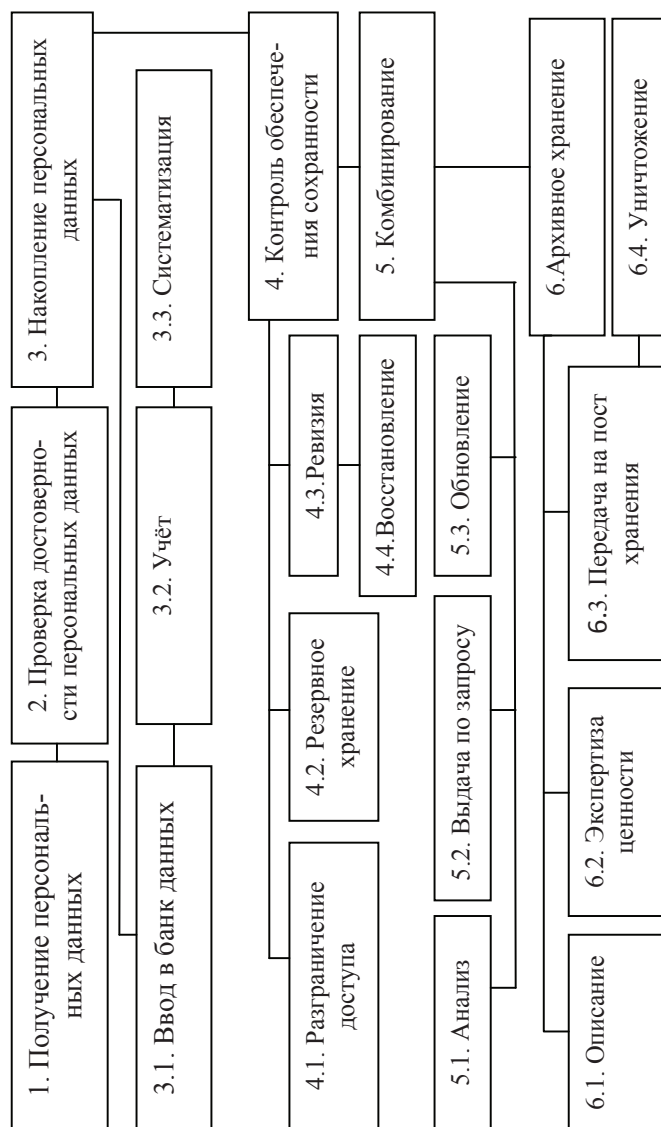 1. Получение персональ-
ных данных
2. Проверка достоверно-
сти персональных данных
3. Накопление персональных
данных
3.1. Ввод в банк данных
3.2. Учёт
3.3. Систематизация
4. Контроль обеспече-
ния сохранности
4.1. Разграничение
доступа
4.2. Резервное
хранение
4.3.Ревизия
4.4.Восстановление
5. Комбинирование
5.1. Анализ
5.2. Выдача по запросу
5.3. Обновление
6.Архивное хранение
6.1. Описание
6.2. Экспертиза
ценности
6.3. Передача на пост
хранения
6.4. Уничтожение